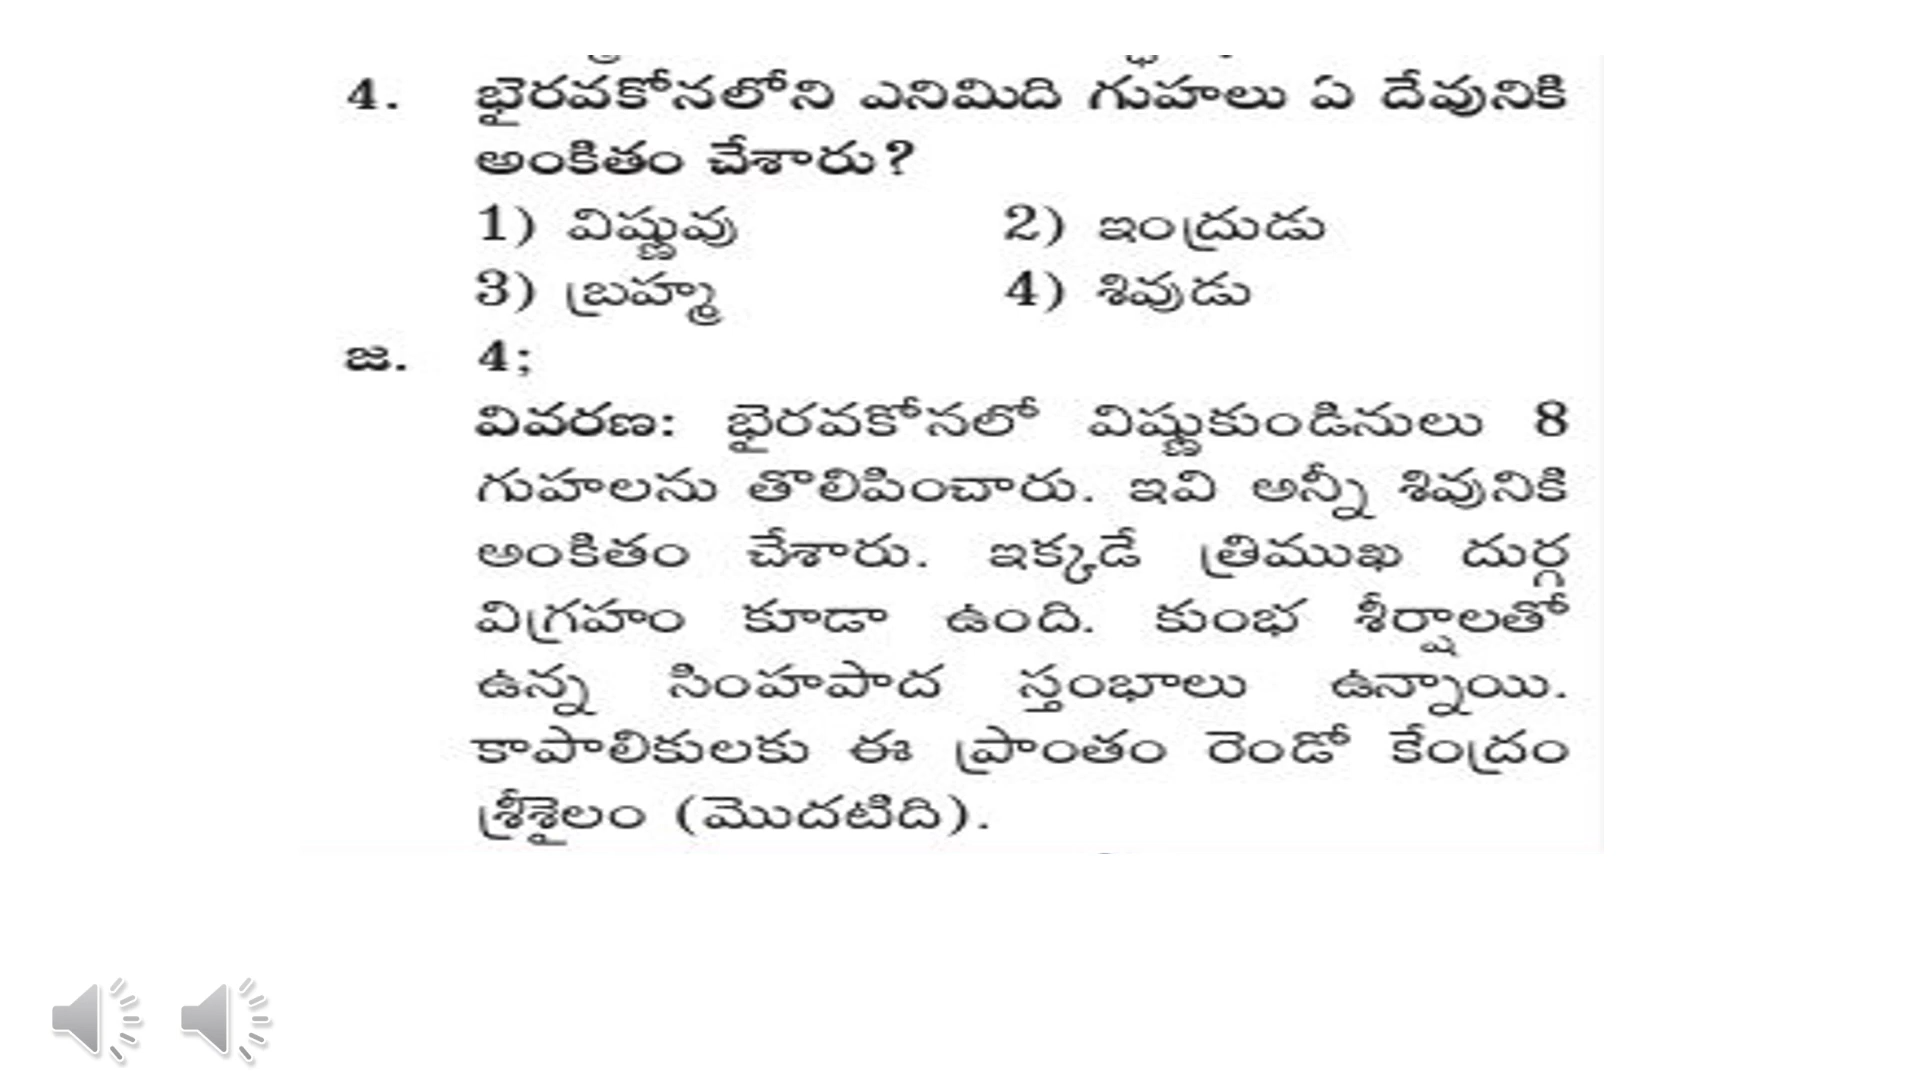 4. భైరవకోనలోని ఎనిమిది గుహలు ఏ దేవునికి
అంకితం చేశారు?
1) విష్ణువు 2) ఇంద్రుడు
3) బ్రహ్మ 4) శివుడు
జ. 4;
వివరణ: భైరవకోనలో విష్ణుకుండినులు 8
గుహలను తొలిపించారు. ఇవి అన్నీ శివునికి
అంకితం చేశారు. ఇక్కడే త్రిముఖ దుర్గ
విగ్రహం కూడా ఉంది. కుంభ శీర్షాలతో
ఉన్న సింహపాద స్తంభాలు ఉన్నాయి.
కాపాలికులకు ఈ ప్రాంతం రెండో కేంద్రం
శ్రీశైలం (మొదటిది).